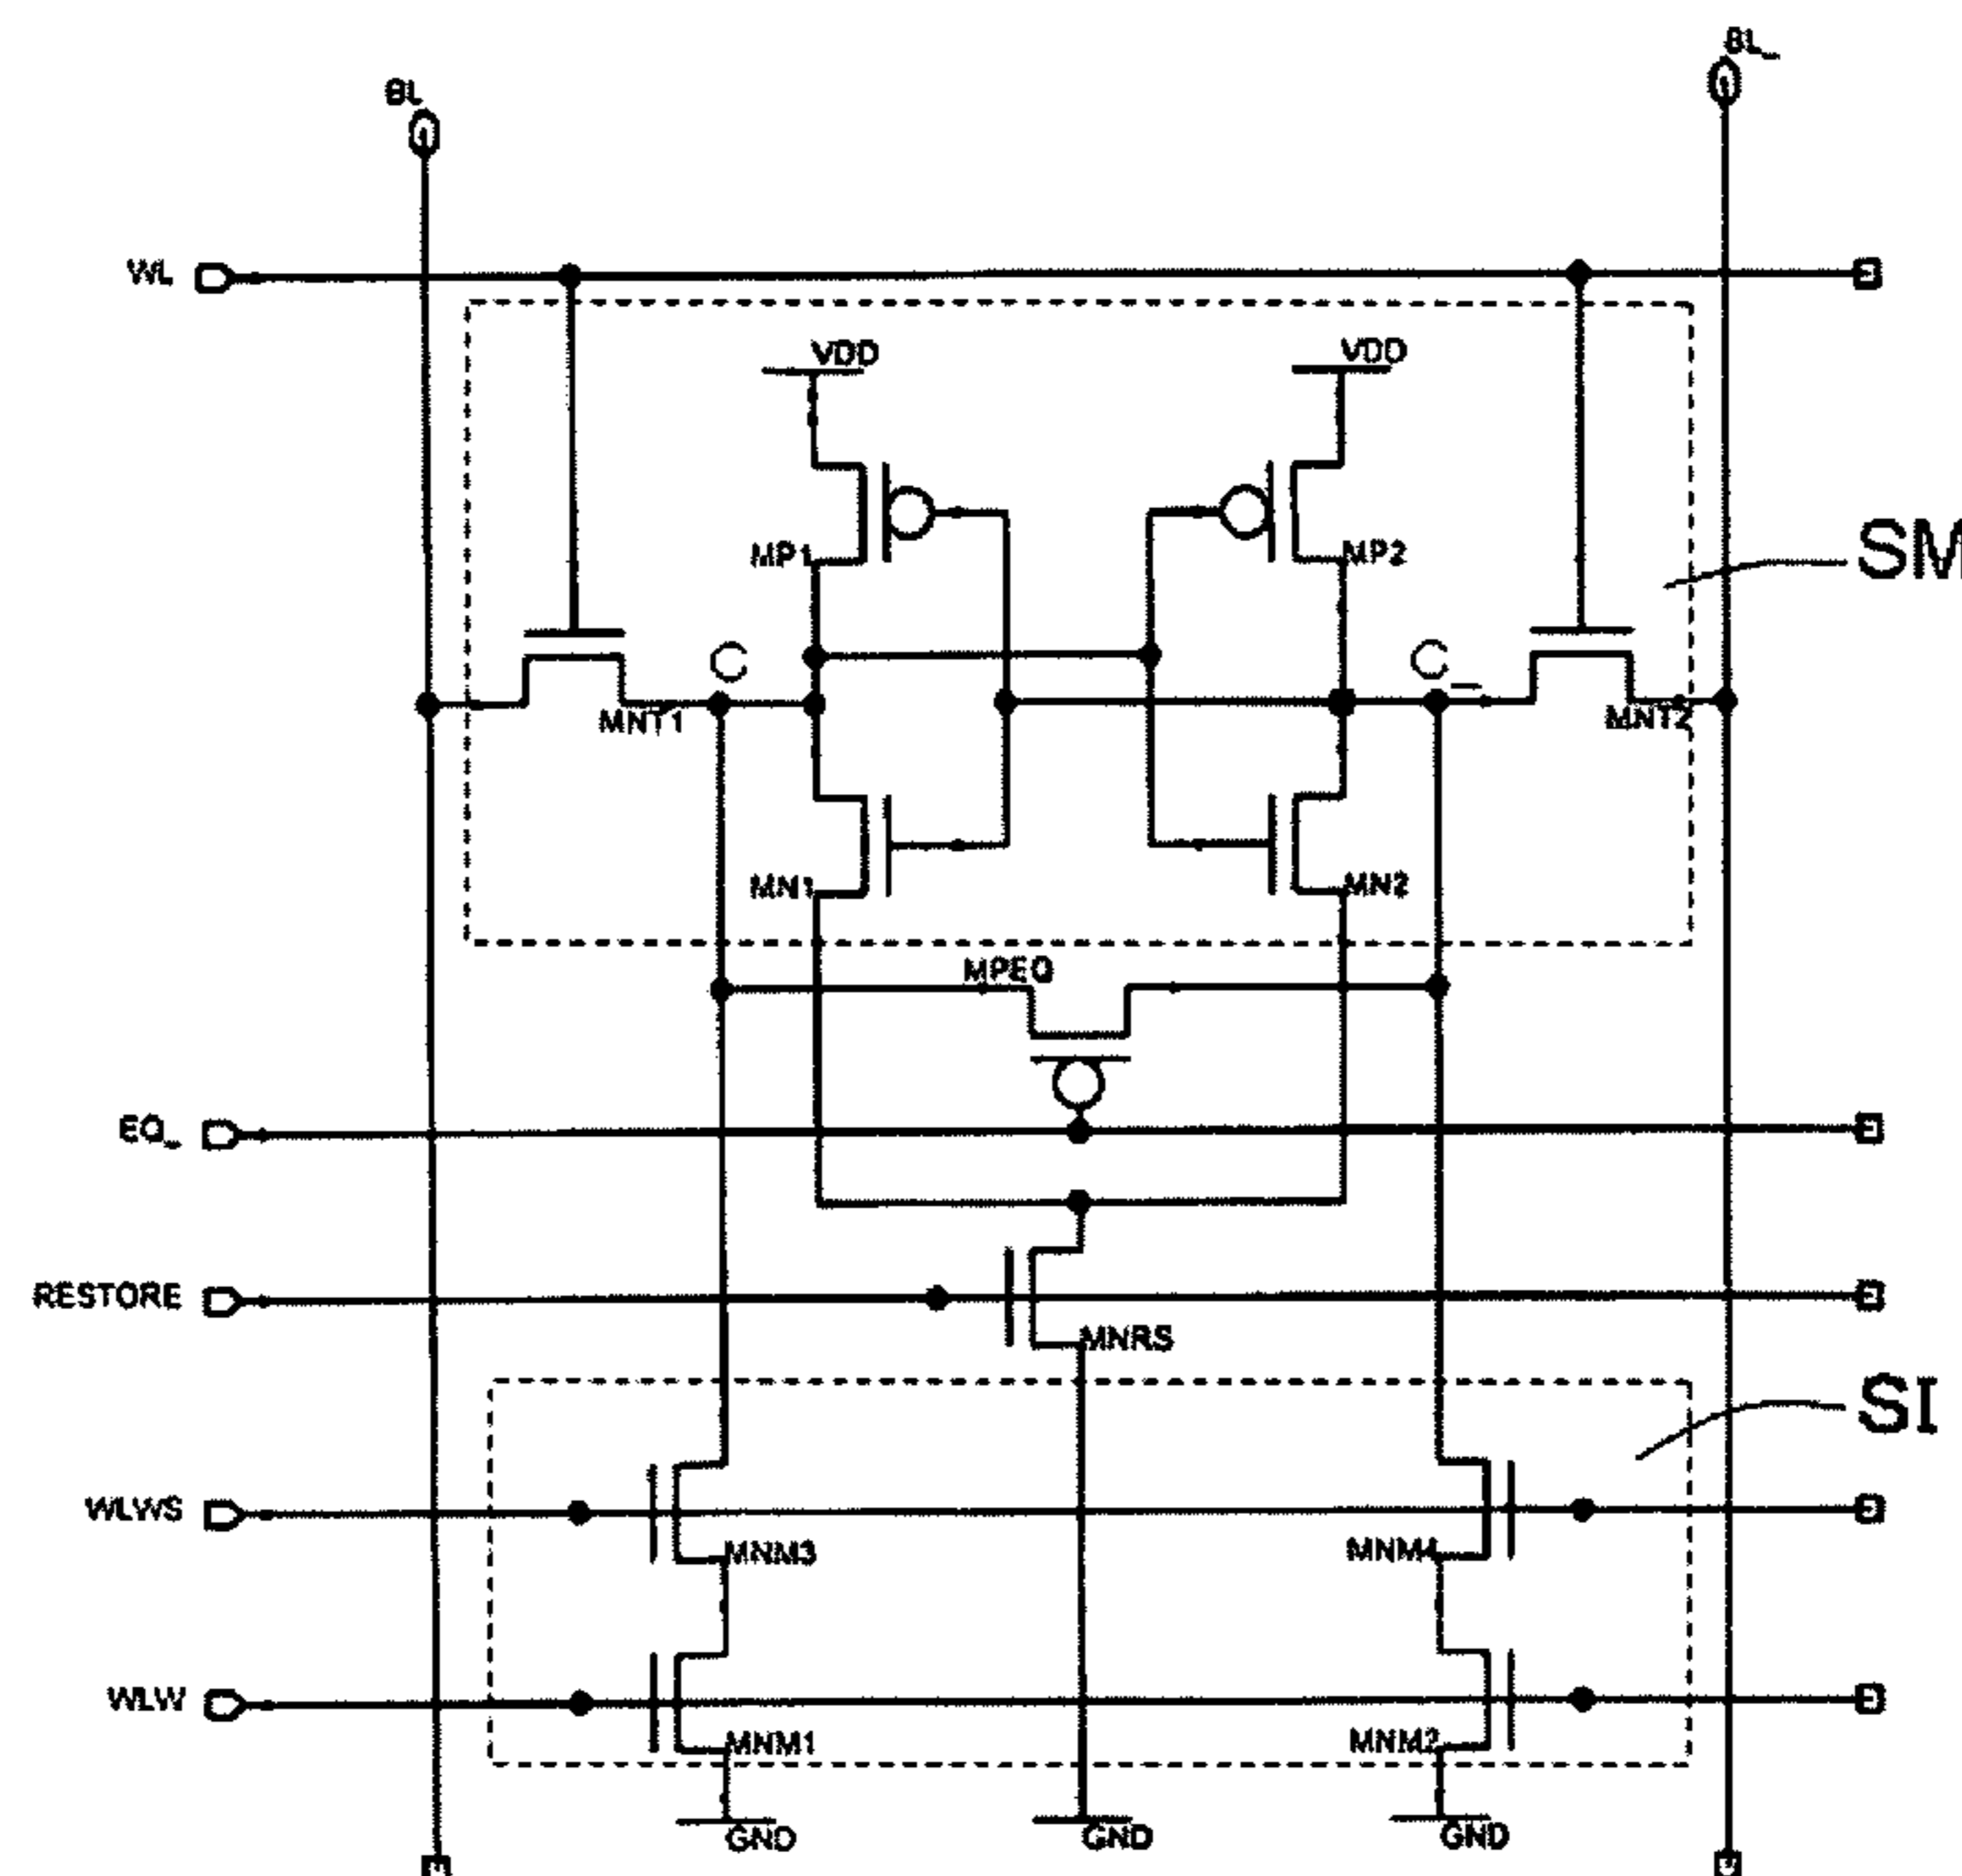 BL
BL_
WL
VDD
VDD
MP1
MP2
SM
C
C_
MNT1
MNT2
MN1
MN2
MPEQ
EQ_
RESTORE
MNRS
SI
WLWS
MNM3
MNM4
WLW
MNM1
MNM2
GND
GND
GND